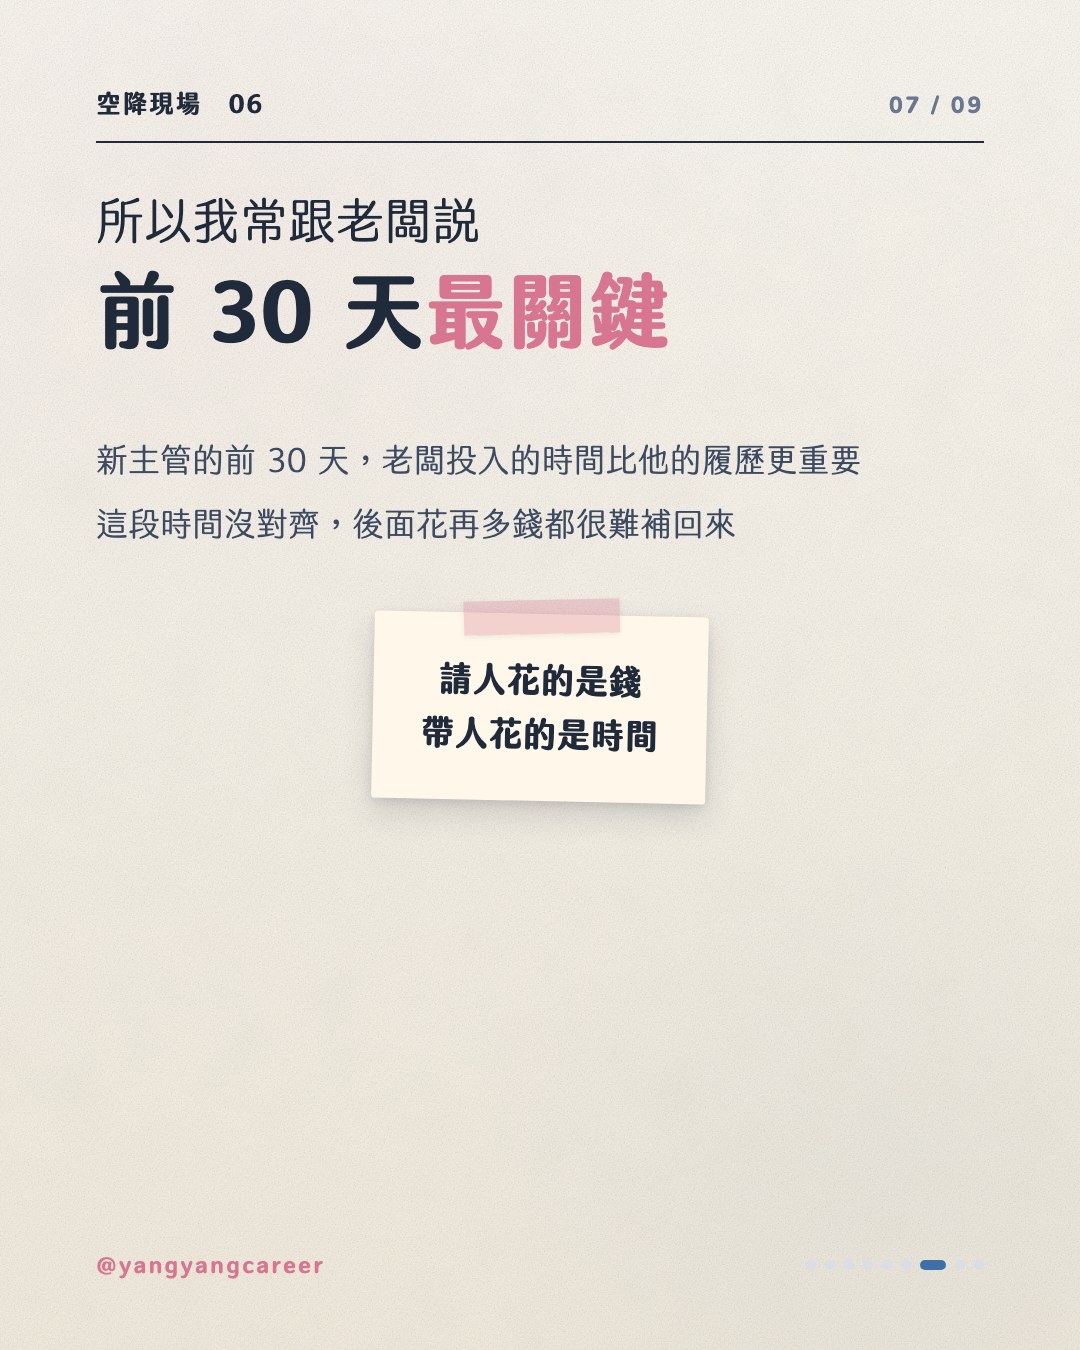 空降現場 06
07 / 09
所以我常跟老闆説
前 30 天最關鍵
新主管的前 30 天，老闆投入的時間比他的履歷更重要
這段時間沒對齊，後面花再多錢都很難補回來
請人花的是錢
帶人花的是時間
@yangyangcareer